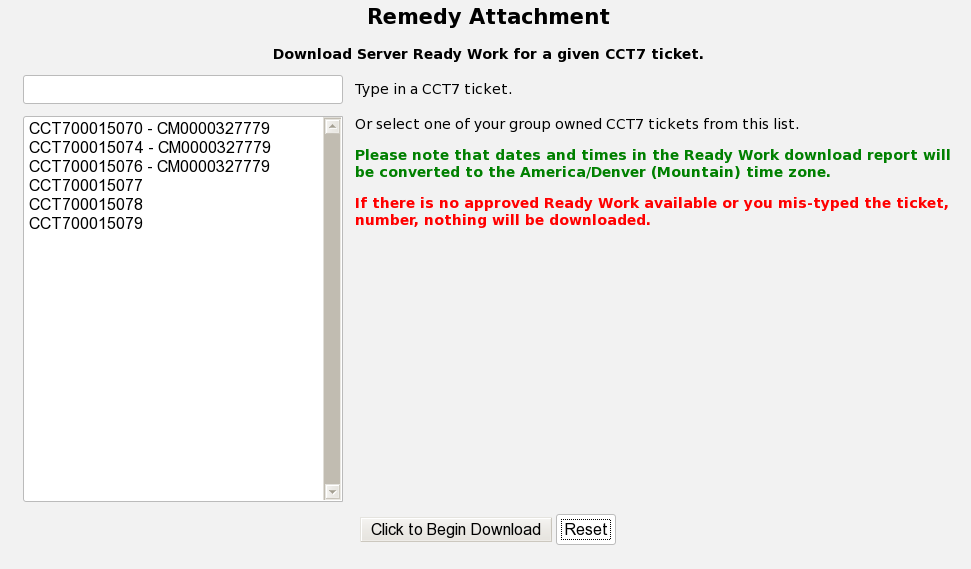 Remedy Attachment
Download Server Ready Work for a given CCT7 ticket.
Type in a CCT7 ticket.
Or select one of your group owned CCT7 tickets from this list.
CCT700015070 - CM0000327779
CCT700015074 - CM0000327779
CCT700015076 - CM0000327779
CCT700015077
CCT700015078
CCT700015079
Please note that dates and times in the Ready Work download report will
be converted to the America/Denver (Mountain) time zone.
If there is no approved Ready Work available or you mis-typed the ticket,
number, nothing will be downloaded.
Click to Begin Download
Reset